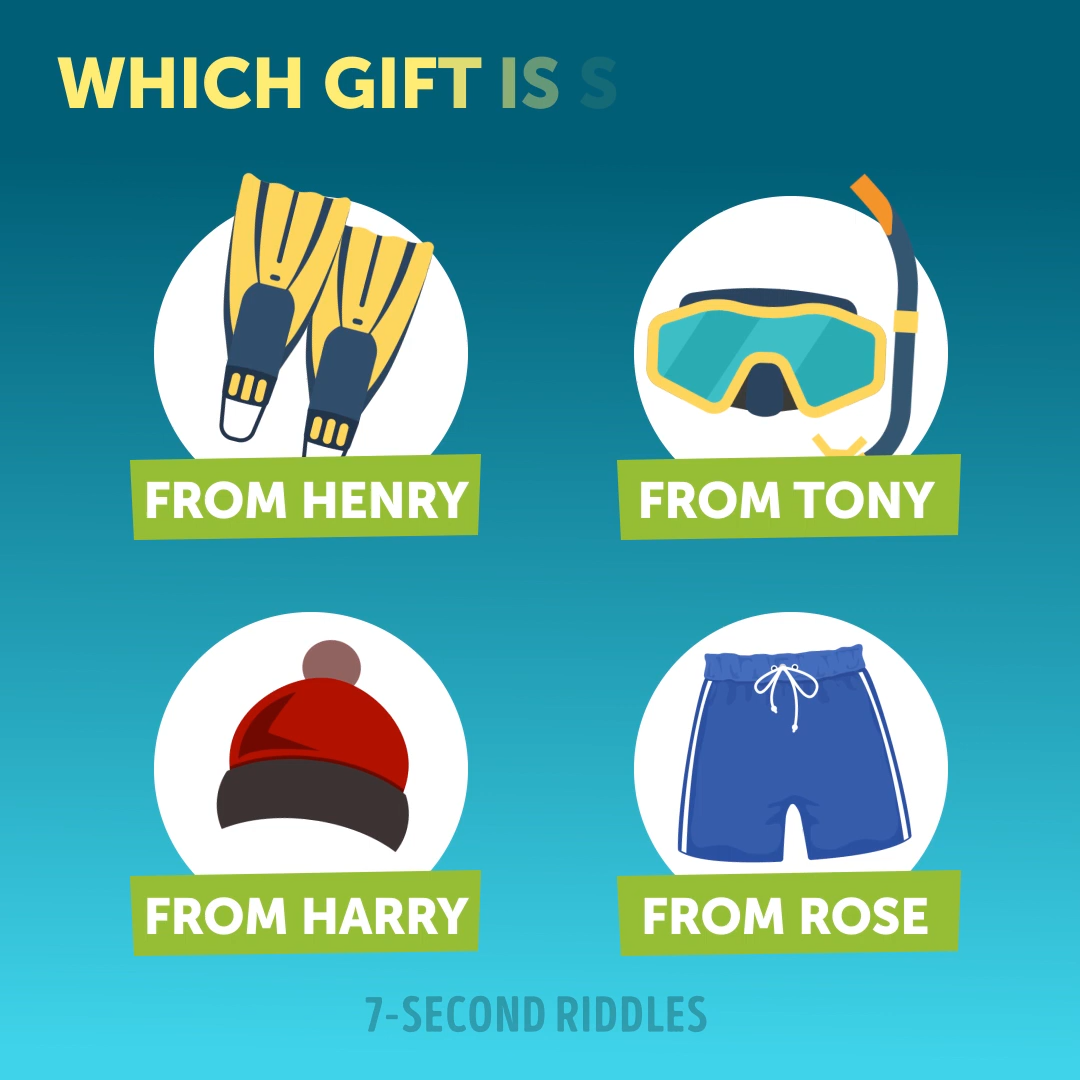 WHICH GIFT IS S
FROM HENRY
FROM TONY
FROM HARRY
FROM ROSE
7-SECOND RIDDLES